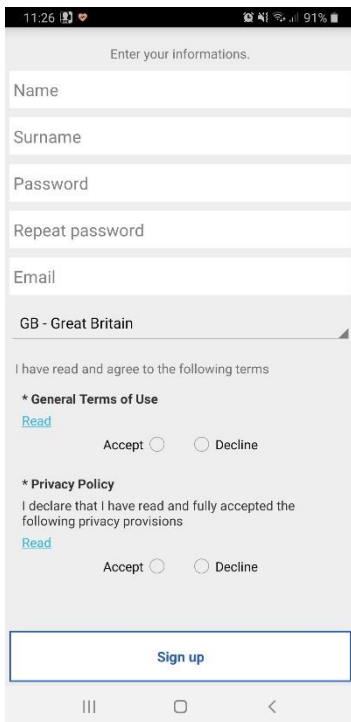 11:26 91%
Enter your informations.
Name
Surname
Password
Repeat password
Email
GB - Great Britain
I have read and agree to the following terms
* General Terms of Use
Read
Accept Decline
* Privacy Policy
I declare that I have read and fully accepted the
following privacy provisions
Read
Accept Decline
Sign up